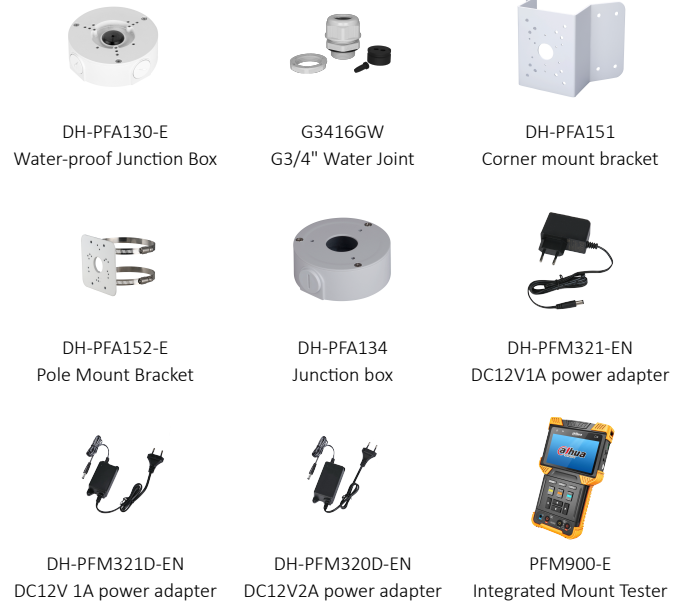 DH-PFA130-E
Water-proof Junction Box
G3416GW
G3/4" Water Joint
DH-PFA151
Corner mount bracket
DH-PFA152-E
Pole Mount Bracket
DH-PFA134
Junction box
DH-PFM321-EN
DC12V1A power adapter
alhua
DH-PFM321D-EN
DC12V 1A power adapter
DH-PFM320D-EN
DC12V2A power adapter
PFM900-E
Integrated Mount Tester